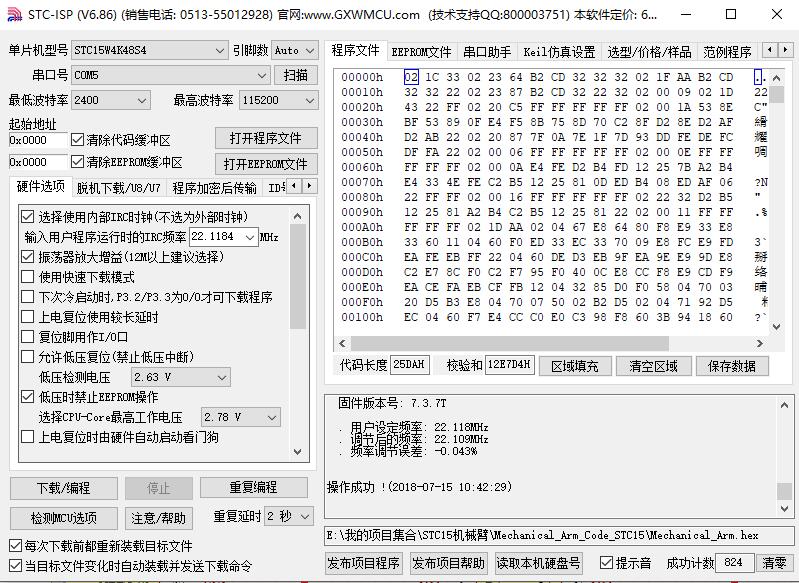 STC-ISP (V6.86) (销售电话: 0513-55012928) 官网:www.GXWMCU.com (技术支持QQ:800003751) 本软件定价: 6...
单片机型号 STC15W4K48S4 引脚数 Auto
串口号 COM5 扫描
最低波特率 2400 最高波特率 115200
起始地址
0x0000 清除代码缓冲区 打开程序文件
0x0000 清除EEPROM缓冲区 打开EEPROM文件
硬件选项 脱机下载/U8/U7 程序加密后传输 ID号
选择使用内部IRC时钟(不选为外部时钟)
输入用户程序运行时的IRC频率 22.1184 MHz
振荡器放大增益(12M以上建议选择)
使用快速下载模式
下次冷启动时,P3.2/P3.3为0/0才可下载程序
上电复位使用较长延时
复位脚用作I/O口
允许低压复位(禁止低压中断)
低压检测电压 2.63 V
低压时禁止EEPROM操作
选择CPU-Core最高工作电压 2.78 V
上电复位时由硬件自动启动看门狗
下载/编程 停止 重复编程
检测MCU选项 注意/帮助 重复延时 2 秒
每次下载前都重新装载目标文件
当目标文件变化时自动装载并发送下载命令
程序文件 EEPROM文件 串口助手 Keil仿真设置 选型/价格/样品 范例程序
00000h 02 1C 33 02 23 64 B2 CD 32 32 32 02 1F AA B2 CD ..
00010h 32 32 22 02 23 87 B2 CD 32 32 22 02 00 09 02 1D 22
00020h 43 22 FF 02 20 C5 FF FF FF FF FF 02 00 1A 53 8E C"
00030h BF 53 89 0F E4 F5 8B 75 8D 70 C2 8F D2 8E D2 AF
00040h D2 AB 22 02 20 87 7F 0A 7E 1F 7D 93 DD FE DE FC
00050h DF FA 22 02 00 06 FF FF FF FF FF 02 00 0E FF FF
00060h FF FF FF 02 00 0A E4 FE D2 B4 FD 12 25 7B A2 B4
00070h E4 33 4E FE C2 B5 12 25 81 0D ED B4 08 ED AF 06 ?N
00080h 22 FF FF 02 00 16 FF FF FF FF FF 02 22 32 D2 B5 "
00090h 12 25 81 A2 B4 C2 B5 12 25 81 22 02 00 11 FF FF .%
000A0h FF FF FF 02 1D AA 02 04 67 E8 64 80 F8 E9 33 E8
000B0h 33 60 11 04 60 F0 ED 33 EC 33 70 09 E8 FC E9 FD 3`
000C0h EA FE EB FF 22 04 60 DE D3 EB 9F EA 9E E9 9D E8
000D0h C2 E7 8C F0 C2 F7 95 F0 40 0C E8 CC F8 E9 CD F9
000E0h EA CE FA EB CF FB 12 04 32 85 D0 F0 58 04 70 03
000F0h 20 D5 B3 E8 04 70 07 50 02 B2 D5 02 04 71 92 D5
00100h EC 04 60 F7 E4 CC C0 E0 C3 98 F8 60 3B 94 18 60 ?`
代码长度 25DAH 校验和 12E7D4H 区域填充 清空区域 保存数据
固件版本号: 7.3.7T
. 用户设定频率: 22.118MHz
. 调节后的频率: 22.109MHz
. 频率调节误差: -0.043%
操作成功 !(2018-07-15 10:42:29)
E:\我的项目集合\STC15机械臂\Mechanical_Arm_Code_STC15\Mechanical_Arm.hex
发布项目程序 发布项目帮助 读取本机硬盘号 提示音 成功计数 824 清零